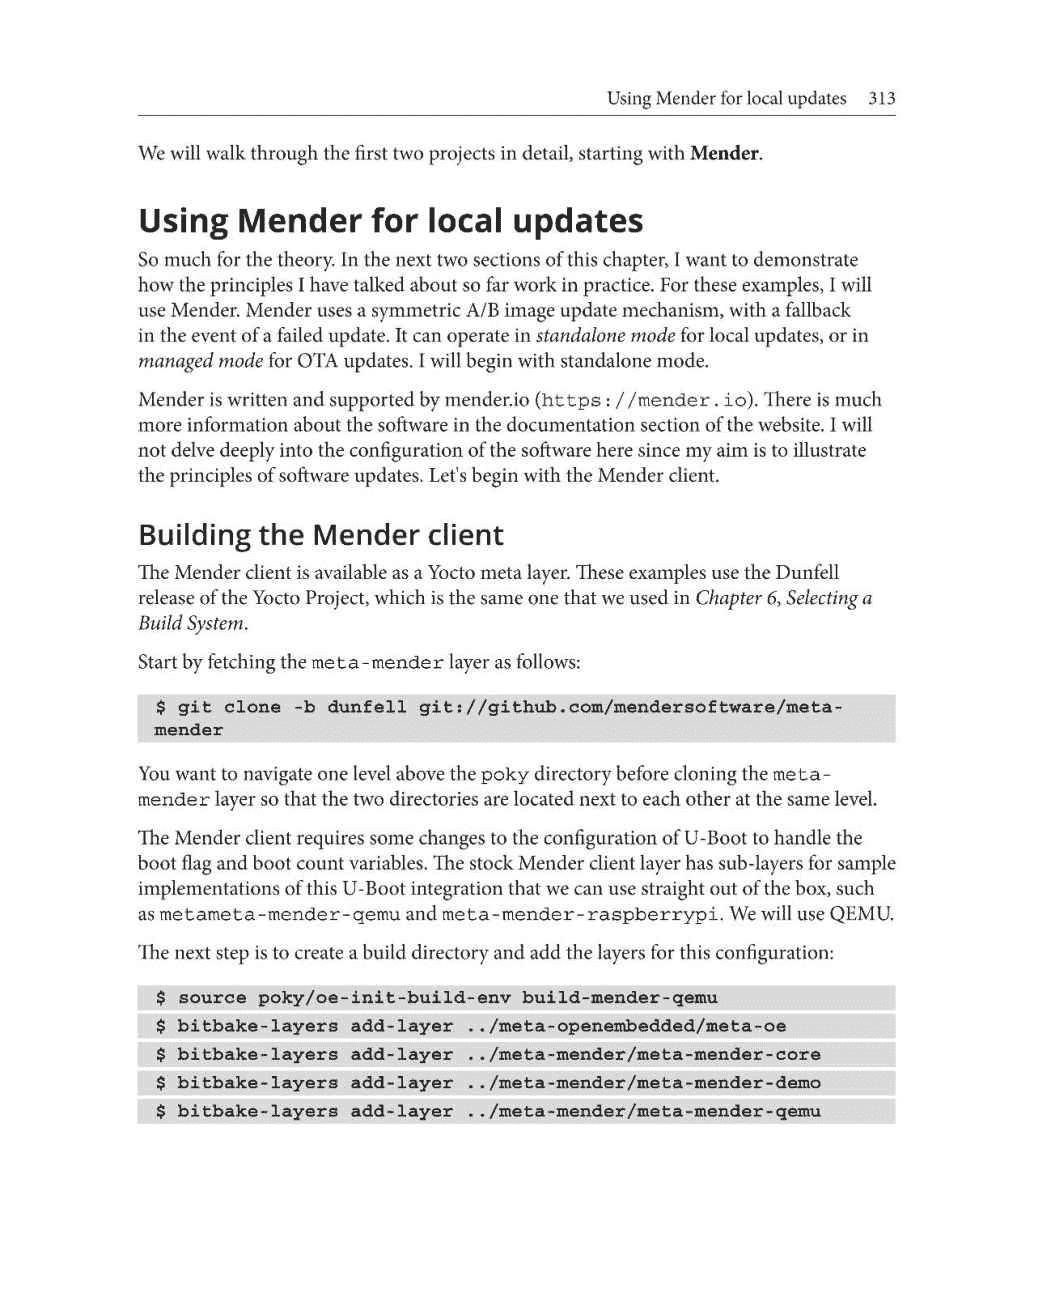 Using Mender for local updates 313
We will walk through the first two projects in detail, starting with Mender.
Using Mender for local updates
So much for the theory. In the next two sections of this chapter, I want to demonstrate
how the principles I have talked about so far work in practice. For these examples, I will
use Mender. Mender uses a symmetric A/B image update mechanism, with a fallback
in the event of a failed update. It can operate in standalone mode for local updates, or in
managed mode for OTA updates. I will begin with standalone mode.
Mender is written and supported by mender.io (https://mender.io). There is much
more information about the software in the documentation section of the website. I will
not delve deeply into the configuration of the software here since my aim is to illustrate
the principles of software updates. Let's begin with the Mender client.
Building the Mender client
The Mender client is available as a Yocto meta layer. These examples use the Dunfell
release of the Yocto Project, which is the same one that we used in Chapter 6, Selecting a
Build System.
Start by fetching the meta-mender layer as follows:
$ git clone -b dunfell git://github.com/mendersoftware/meta-
mender
You want to navigate one level above the poky directory before cloning the meta-
mender layer so that the two directories are located next to each other at the same level.
The Mender client requires some changes to the configuration of U-Boot to handle the
boot flag and boot count variables. The stock Mender client layer has sub-layers for sample
implementations of this U-Boot integration that we can use straight out of the box, such
as metameta-mender-qemu and meta-mender-raspberrypi. We will use QEMU.
The next step is to create a build directory and add the layers for this configuration:
$ source poky/oe-init-build-env build-mender-qemu
$ bitbake-layers add-layer ../meta-openembedded/meta-oe
$ bitbake-layers add-layer ../meta-mender/meta-mender-core
$ bitbake-layers add-layer ../meta-mender/meta-mender-demo
$ bitbake-layers add-layer ../meta-mender/meta-mender-qemu